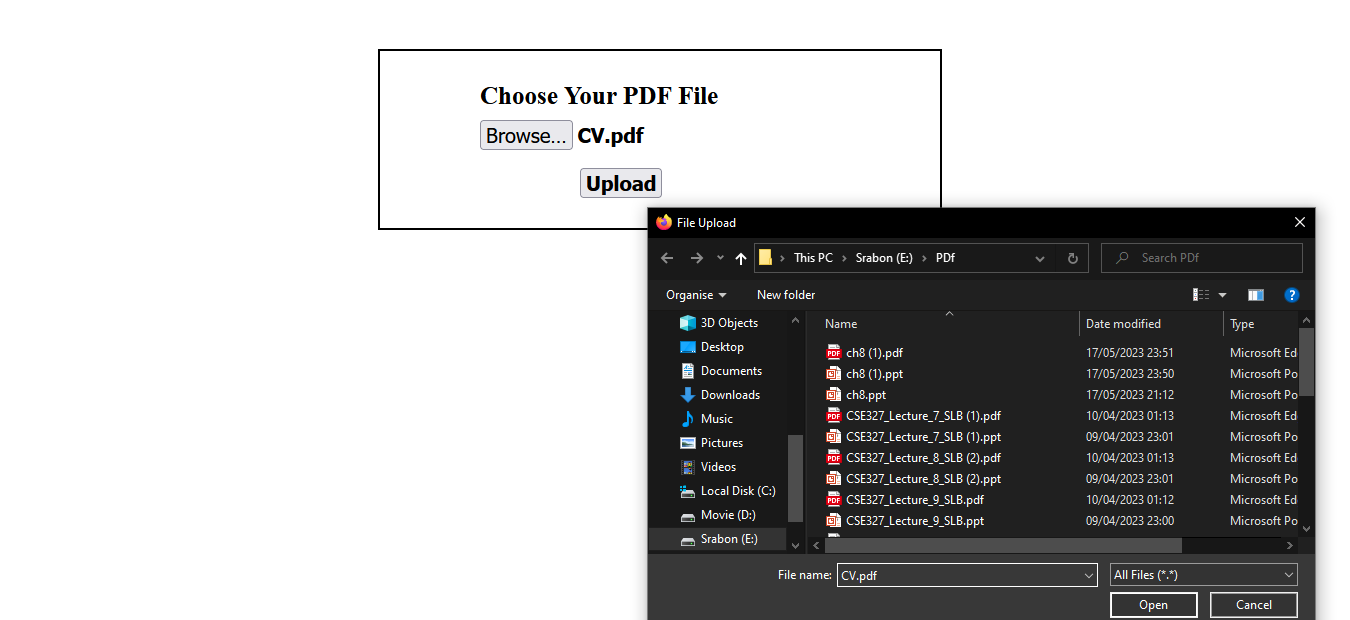 Choose Your PDF File
Browse... CV.pdf
Upload
File Upload
This PC > Srabon (E:) > PDf
Search PDf
Organise
New folder
3D Objects
Desktop
Documents
Downloads
Music
Pictures
Videos
Local Disk (C:)
Movie (D:)
Srabon (E:)
Name Date modified Type
ch8 (1).pdf 17/05/2023 23:51 Microsoft Ed
ch8 (1).ppt 17/05/2023 23:50 Microsoft Po
ch8.ppt 17/05/2023 21:12 Microsoft Po
CSE327_Lecture_7_SLB (1).pdf 10/04/2023 01:13 Microsoft Ed
CSE327_Lecture_7_SLB (1).ppt 09/04/2023 23:01 Microsoft Po
CSE327_Lecture_8_SLB (2).pdf 10/04/2023 01:13 Microsoft Ed
CSE327_Lecture_8_SLB (2).ppt 09/04/2023 23:01 Microsoft Po
CSE327_Lecture_9_SLB.pdf 10/04/2023 01:12 Microsoft Ed
CSE327_Lecture_9_SLB.ppt 09/04/2023 23:00 Microsoft Po
File name: CV.pdf All Files (*.*)
Open Cancel